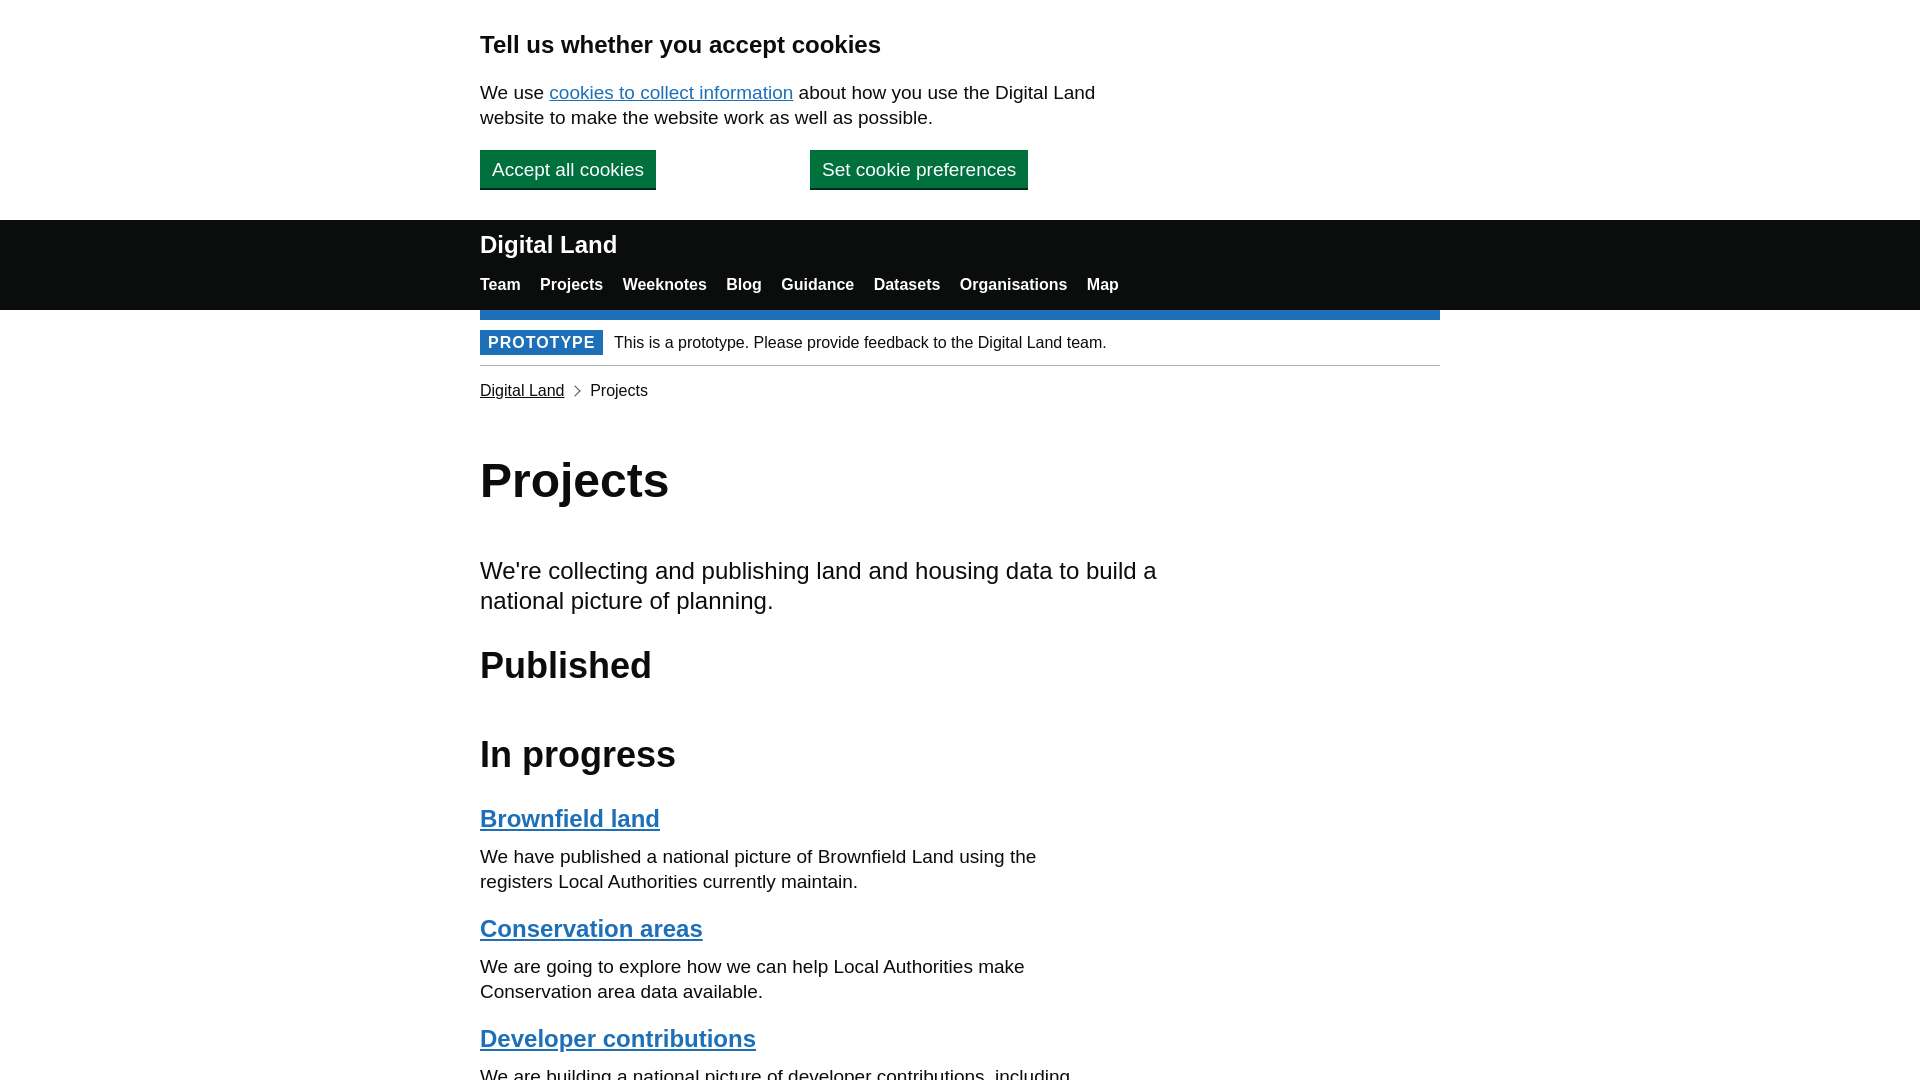 Tell us whether you accept cookies
We use cookies to collect information about how you use the Digital Land
website to make the website work as well as possible.
Accept all cookies
Set cookie preferences
Digital Land
Team Projects Weeknotes Blog Guidance Datasets Organisations Map
PROTOTYPE This is a prototype. Please provide feedback to the Digital Land team.
Digital Land Projects
Projects
We're collecting and publishing land and housing data to build a
national picture of planning.
Published
In progress
Brownfield land
We have published a national picture of Brownfield Land using the
registers Local Authorities currently maintain.
Conservation areas
We are going to explore how we can help Local Authorities make
Conservation area data available.
Developer contributions
We are building a national picture of developer contributions, including